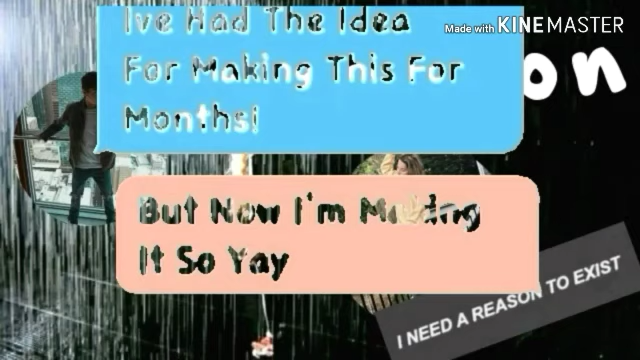 Made with KINEMASTER
Ive Had The Idea
For Making This For
Months!
on
But Now I'm Making
It So Yay
I NEED A REASON TO EXIST